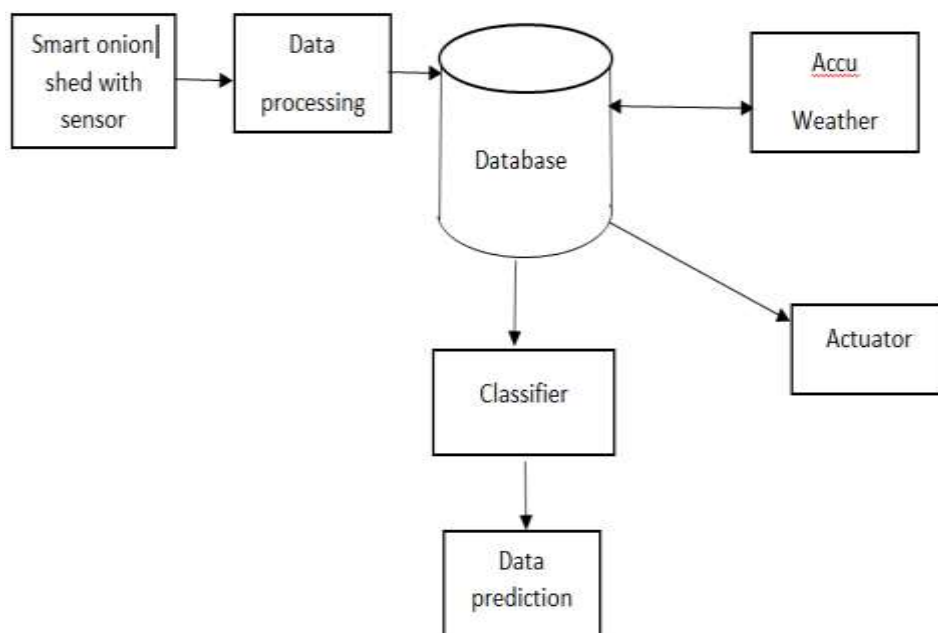 Smart onion
shed with
sensor
Data
processing
Database
Accu
Weather
Actuator
Classifier
Data
prediction